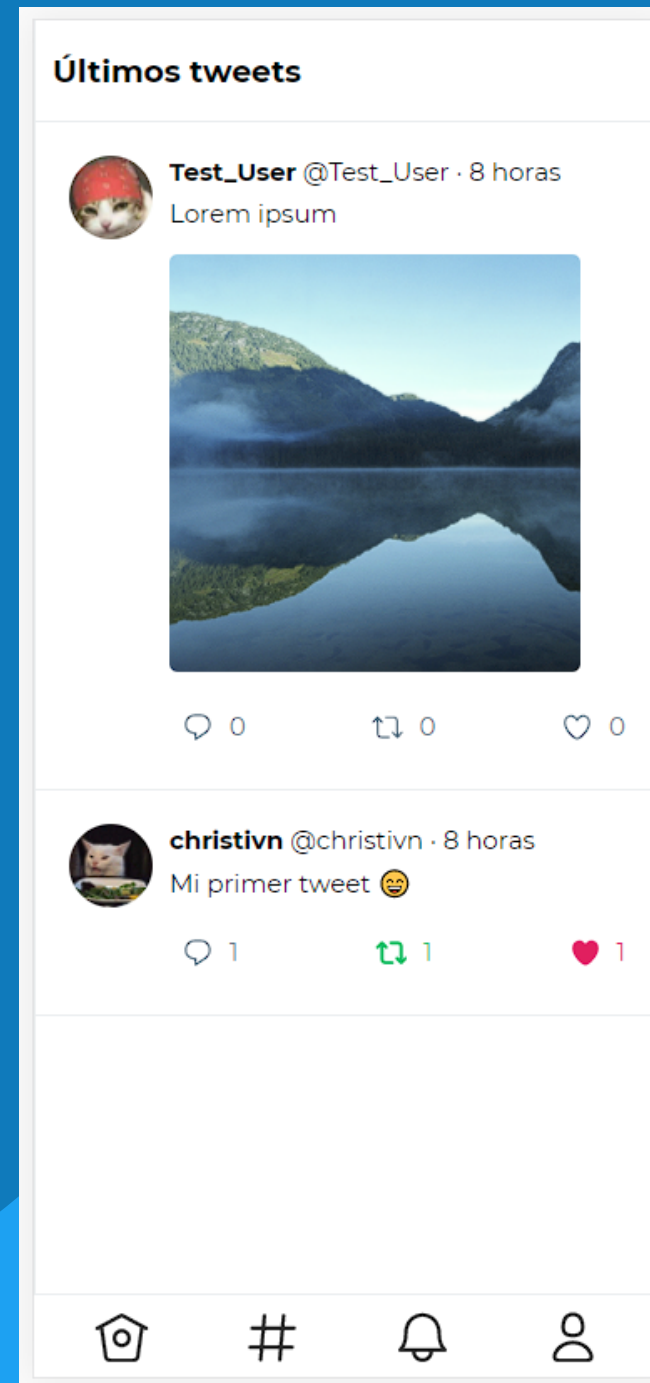 Últimos tweets
Test_User @Test_User · 8 horas
Lorem ipsum
0 0 0
christivn @christivn · 8 horas
Mi primer tweet 😄
1 1 1